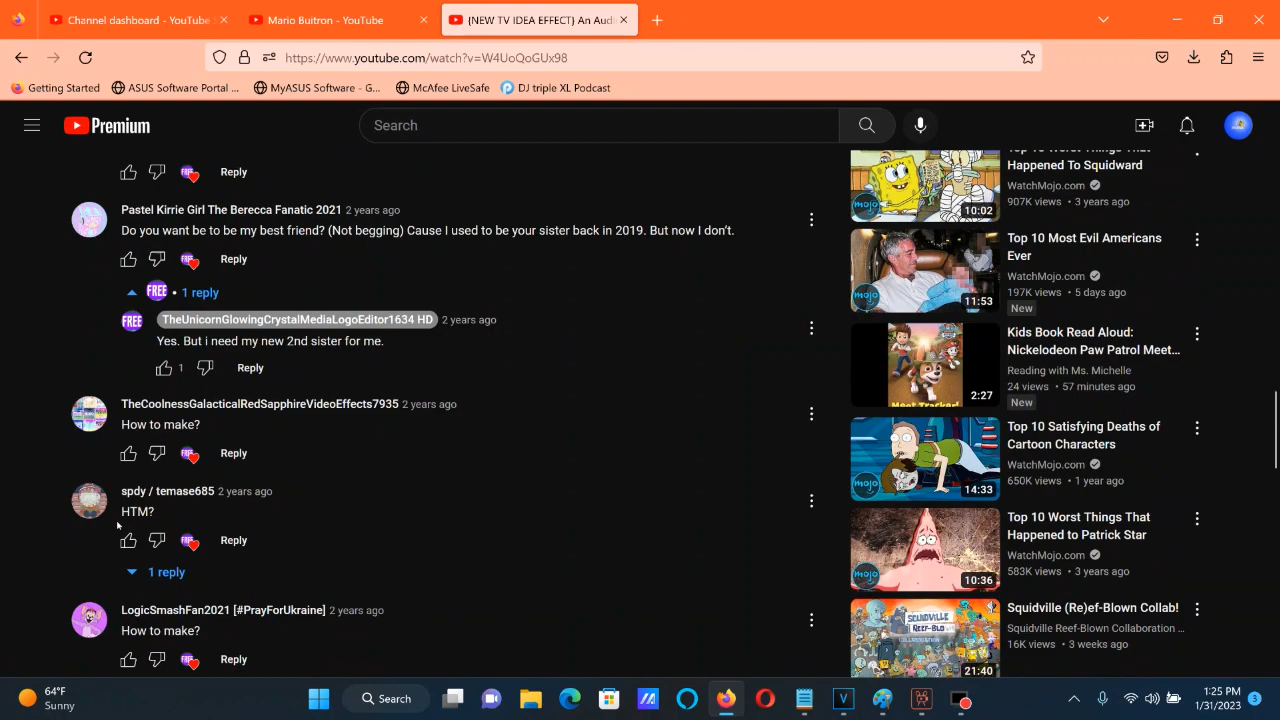 Channel dashboard - YouTube
Mario Buitron - YouTube
(NEW TV IDEA EFFECT) An Aud
https://www.youtube.com/watch?v=W4UoQoGUx98
Getting Started
ASUS Software Portal ...
MyASUS Software - G...
McAfee LiveSafe
DJ triple XL Podcast
Premium
Search
Reply
Pastel Kirrie Girl The Berecca Fanatic 2021 2 years ago
Do you want be to be my best friend? (Not begging) Cause I used to be your sister back in 2019. But now I don't.
Reply
FREE • 1 reply
FREE TheUnicornGlowingCrystalMediaLogoEditor1634 HD 2 years ago
Yes. But i need my new 2nd sister for me.
1 Reply
TheCoolnessGalacticalRedSapphireVideoEffects7935 2 years ago
How to make?
Reply
spdy / temase685 2 years ago
HTM?
Reply
1 reply
LogicSmashFan2021 [#PrayForUkraine] 2 years ago
How to make?
Reply
Top 10 Worst Things That
Happened To Squidward
WatchMojo.com
907K views • 3 years ago
mojo
10:02
Top 10 Most Evil Americans
Ever
WatchMojo.com
197K views • 5 days ago
New
mojo
11:53
Kids Book Read Aloud:
Nickelodeon Paw Patrol Meet...
Reading with Ms. Michelle
24 views • 57 minutes ago
New
Meet Tracker!
2:27
Top 10 Satisfying Deaths of
Cartoon Characters
WatchMojo.com
650K views • 1 year ago
mojo
14:33
Top 10 Worst Things That
Happened to Patrick Star
WatchMojo.com
583K views • 3 years ago
mojo
10:36
Squidville (Re)ef-Blown Collab!
Squidville Reef-Blown Collaboration ...
16K views • 3 weeks ago
SQUIDVILLE
21:40
64°F
Sunny
Search
1:25 PM
1/31/2023
3